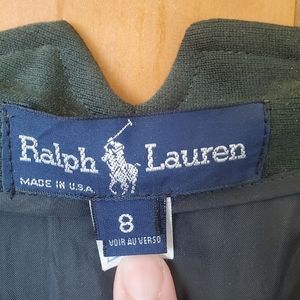 Ralph Lauren
MADE IN U.S.A.
8
VOIR AU VERSO